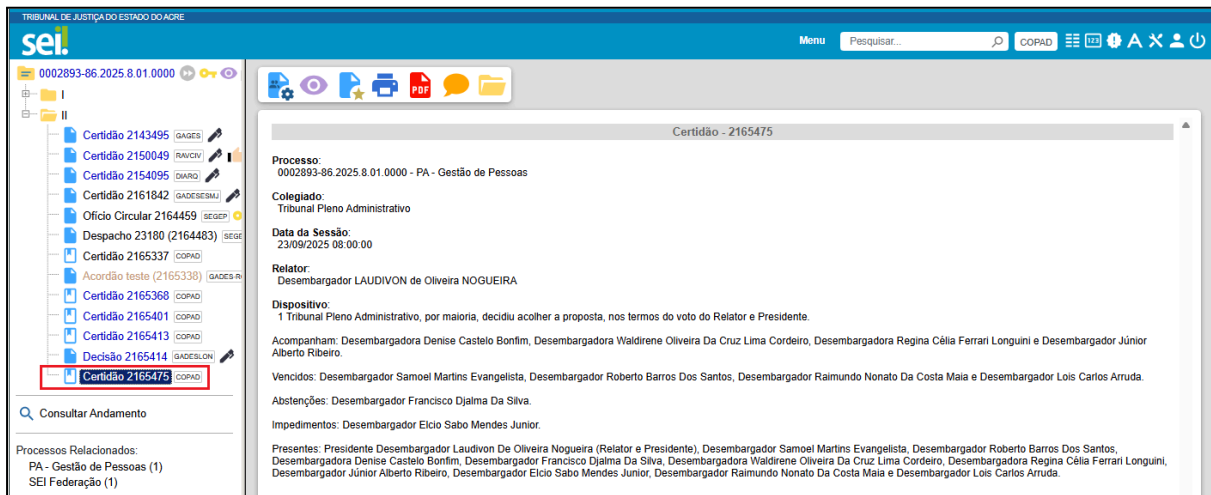 TRIBUNAL DE JUSTIÇA DO ESTADO DO ACRE
sei!
Menu
Pesquisar...
COPAD
123
A
0002893-86.2025.8.01.0000
I
II
Certidão 2143495 GAGES
Certidão 2150049 RAVCIV
Certidão 2154095 DIARQ
Certidão 2161842 GADESESMJ
Ofício Circular 2164459 SEGEP
Despacho 23180 (2164483)
Certidão 2165337 COPAD
Acordão teste (2165338)
Certidão 2165368 COPAD
Certidão 2165401 COPAD
Certidão 2165413 COPAD
Decisão 2165414 GADESLON
Certidão 2165475 COPAD
Consultar Andamento
Processos Relacionados:
PA - Gestão de Pessoas (1)
SEI Federação (1)
PDF
Certidão - 2165475
Processo:
0002893-86.2025.8.01.0000 - PA - Gestão de Pessoas
Colegiado:
Tribunal Pleno Administrativo
Data da Sessão:
23/09/2025 08:00:00
Relator:
Desembargador LAUDIVON de Oliveira NOGUEIRA
Dispositivo:
1 Tribunal Pleno Administrativo, por maioria, decidiu acolher a proposta, nos termos do voto do Relator e Presidente.
Acompanham: Desembargadora Denise Castelo Bonfim, Desembargadora Waldirene Oliveira Da Cruz Lima Cordeiro, Desembargadora Regina Célia Ferrari Longuini e Desembargador Júnior
Alberto Ribeiro.
Vencidos: Desembargador Samoel Martins Evangelista, Desembargador Roberto Barros Dos Santos, Desembargador Raimundo Nonato Da Costa Maia e Desembargador Lois Carlos Arruda.
Abstenções: Desembargador Francisco Djalma Da Silva.
Impedimentos: Desembargador Elcio Sabo Mendes Junior.
Presentes: Presidente Desembargador Laudivon De Oliveira Nogueira (Relator e Presidente), Desembargador Samoel Martins Evangelista, Desembargador Roberto Barros Dos Santos,
Desembargadora Denise Castelo Bonfim, Desembargador Francisco Djalma Da Silva, Desembargadora Waldirene Oliveira Da Cruz Lima Cordeiro, Desembargadora Regina Célia Ferrari Longuini,
Desembargador Júnior Alberto Ribeiro, Desembargador Elcio Sabo Mendes Junior, Desembargador Raimundo Nonato Da Costa Maia e Desembargador Lois Carlos Arruda.